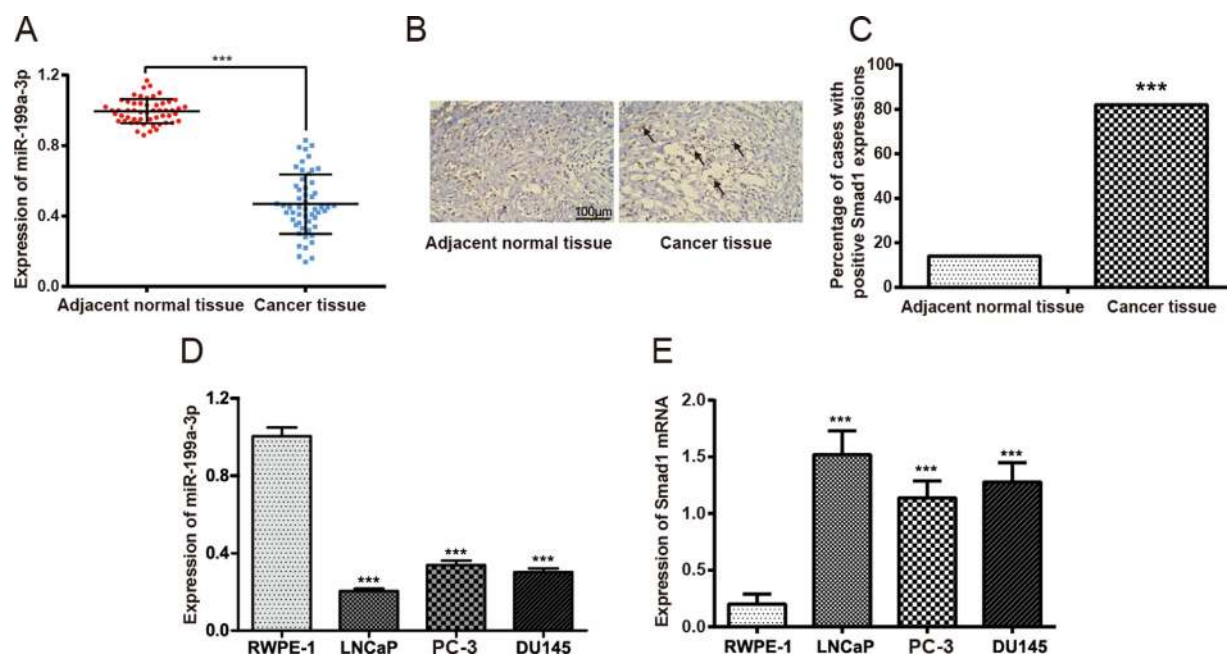 A
Expression of miR-199a-3p
1.2
0.8
0.4
0.0
***
Adjacent normal tissue
Cancer tissue
B
100μm
Adjacent normal tissue
Cancer tissue
C
Percentage of cases with
positive Smad1 expressions
100
80
60
40
20
0
***
Adjacent normal tissue
Cancer tissue
D
Expression of miR-199a-3p
1.2
0.8
0.4
0.0
***
***
***
RWPE-1
LNCaP
PC-3
DU145
E
Expression of Smad1 mRNA
2.0
1.5
1.0
0.5
0.0
***
***
***
RWPE-1
LNCaP
PC-3
DU145